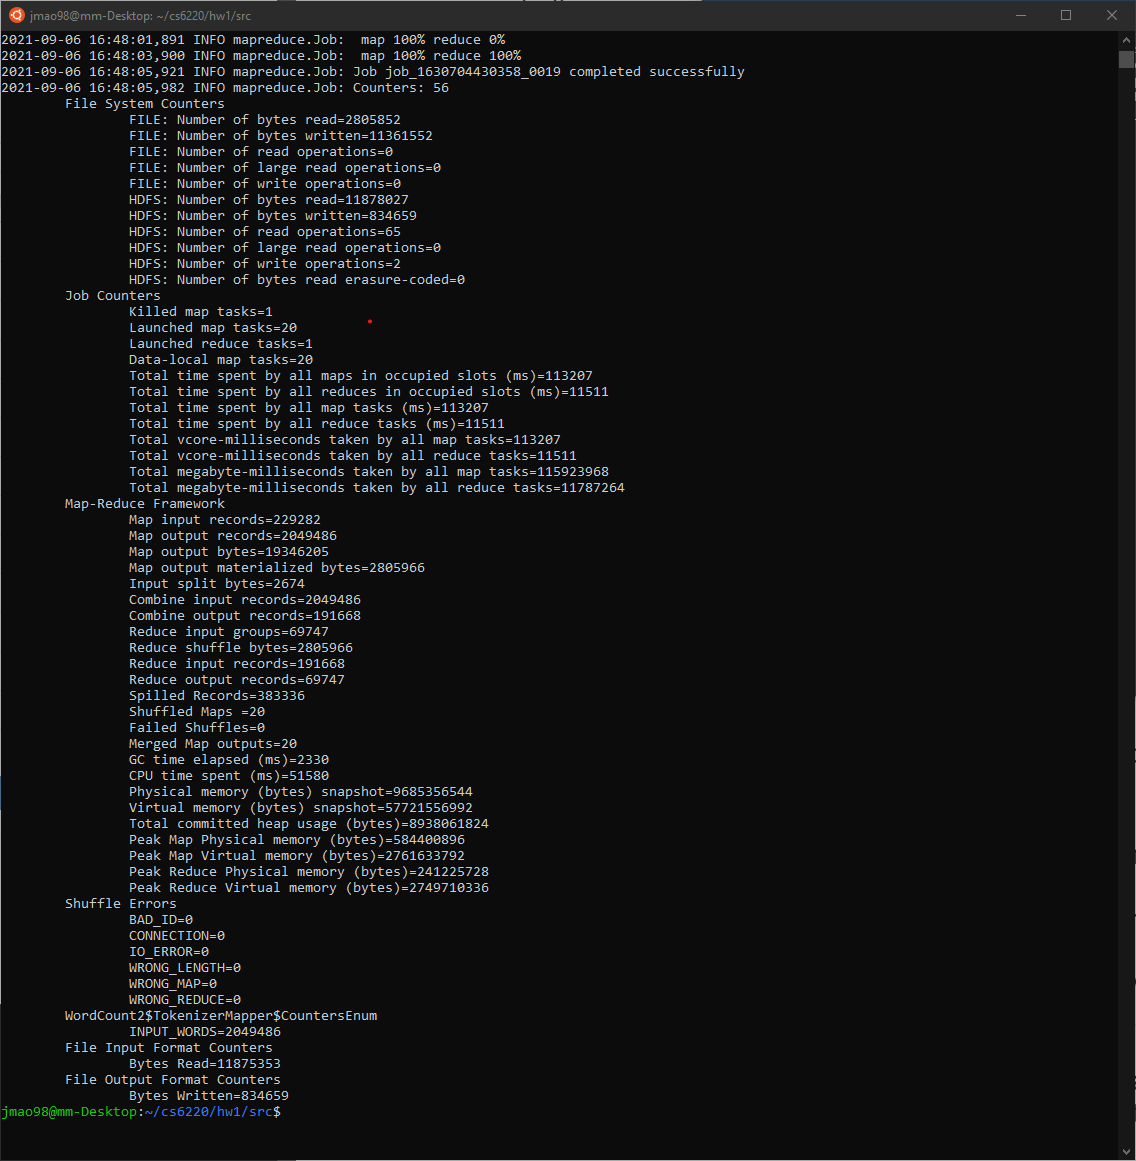 jmao98@mm-Desktop: ~/cs6220/hw1/src
2021-09-06 16:48:01,891 INFO mapreduce.Job:  map 100% reduce 0%
2021-09-06 16:48:03,900 INFO mapreduce.Job:  map 100% reduce 100%
2021-09-06 16:48:05,921 INFO mapreduce.Job: Job job_1630704430358_0019 completed successfully
2021-09-06 16:48:05,982 INFO mapreduce.Job: Counters: 56
File System Counters
FILE: Number of bytes read=2805852
FILE: Number of bytes written=11361552
FILE: Number of read operations=0
FILE: Number of large read operations=0
FILE: Number of write operations=0
HDFS: Number of bytes read=11878027
HDFS: Number of bytes written=834659
HDFS: Number of read operations=65
HDFS: Number of large read operations=0
HDFS: Number of write operations=2
HDFS: Number of bytes read erasure-coded=0
Job Counters
Killed map tasks=1
Launched map tasks=20
Launched reduce tasks=1
Data-local map tasks=20
Total time spent by all maps in occupied slots (ms)=113207
Total time spent by all reduces in occupied slots (ms)=11511
Total time spent by all map tasks (ms)=113207
Total time spent by all reduce tasks (ms)=11511
Total vcore-milliseconds taken by all map tasks=113207
Total vcore-milliseconds taken by all reduce tasks=11511
Total megabyte-milliseconds taken by all map tasks=115923968
Total megabyte-milliseconds taken by all reduce tasks=11787264
Map-Reduce Framework
Map input records=229282
Map output records=2049486
Map output bytes=19346205
Map output materialized bytes=2805966
Input split bytes=2674
Combine input records=2049486
Combine output records=191668
Reduce input groups=69747
Reduce shuffle bytes=2805966
Reduce input records=191668
Reduce output records=69747
Spilled Records=383336
Shuffled Maps =20
Failed Shuffles=0
Merged Map outputs=20
GC time elapsed (ms)=2330
CPU time spent (ms)=51580
Physical memory (bytes) snapshot=9685356544
Virtual memory (bytes) snapshot=57721556992
Total committed heap usage (bytes)=8938061824
Peak Map Physical memory (bytes)=584400896
Peak Map Virtual memory (bytes)=2761633792
Peak Reduce Physical memory (bytes)=241225728
Peak Reduce Virtual memory (bytes)=2749710336
Shuffle Errors
BAD_ID=0
CONNECTION=0
IO_ERROR=0
WRONG_LENGTH=0
WRONG_MAP=0
WRONG_REDUCE=0
WordCount2$TokenizerMapper$CountersEnum
INPUT_WORDS=2049486
File Input Format Counters
Bytes Read=11875353
File Output Format Counters
Bytes Written=834659
jmao98@mm-Desktop:~/cs6220/hw1/src$